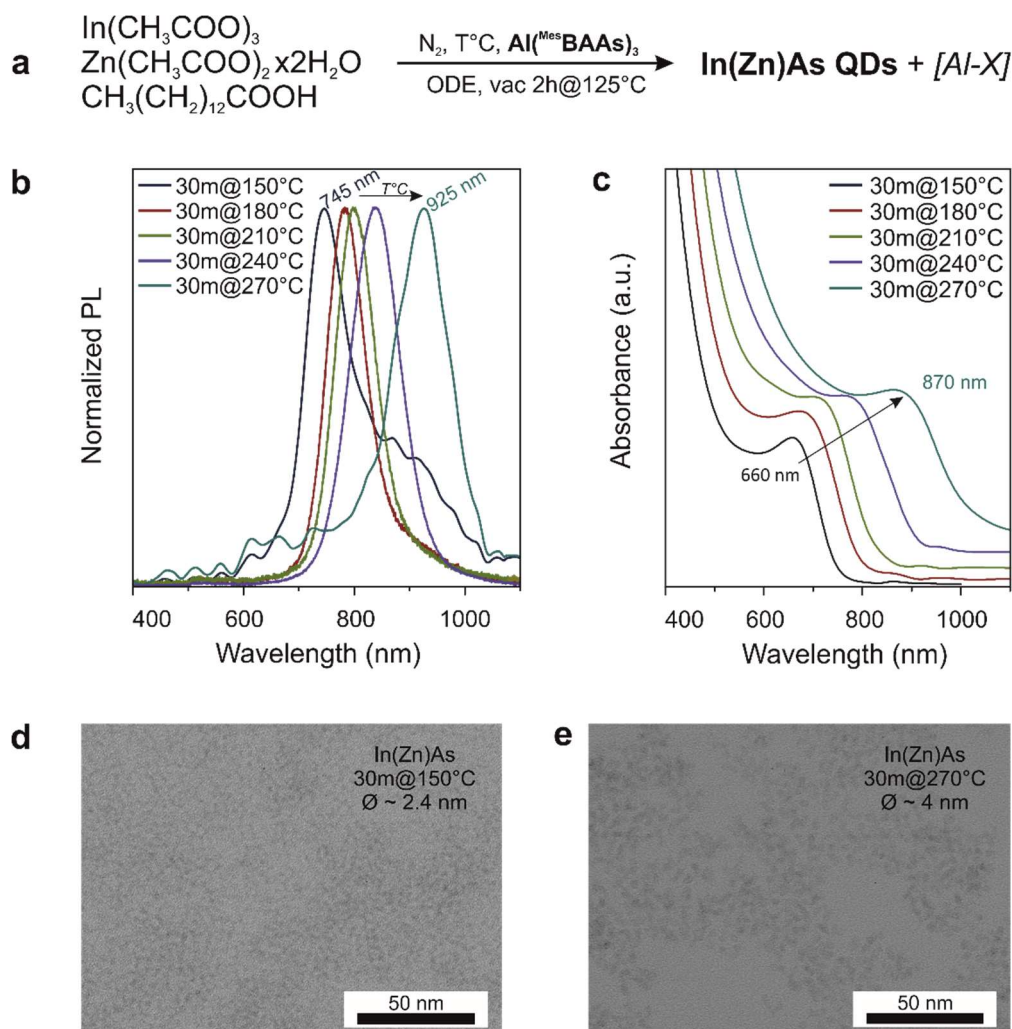 a
In(CH₃COO)₃
Zn(CH₃COO)₂ x2H₂O
CH₃(CH₂)₁₂COOH
N₂, T°C, Al(ᴹᵉˢBAAs)₃
ODE, vac 2h@125°C
In(Zn)As QDs + [Al-X]
b
30m@150°C
30m@180°C
30m@210°C
30m@240°C
30m@270°C
745 nm
T°C
925 nm
Normalized PL
400 600 800 1000
Wavelength (nm)
c
30m@150°C
30m@180°C
30m@210°C
30m@240°C
30m@270°C
870 nm
660 nm
Absorbance (a.u.)
400 600 800 1000
Wavelength (nm)
d
In(Zn)As
30m@150°C
Ø ~ 2.4 nm
50 nm
e
In(Zn)As
30m@270°C
Ø ~ 4 nm
50 nm